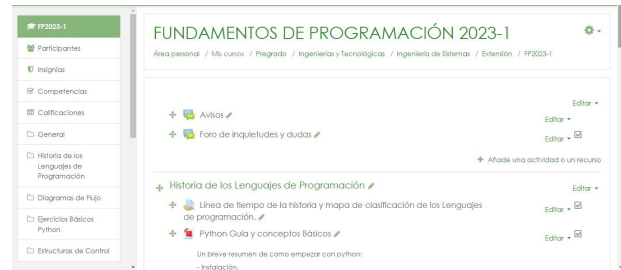 FP2023-1
Participantes
Insignias
Competencias
Calificaciones
General
Historia de los
Lenguajes de
Programación
Diagramas de Flujo
Ejercicios Básicos
Python
Estructuras de Control
FUNDAMENTOS DE PROGRAMACIÓN 2023-1
Área personal / Mis cursos / Pregrado / Ingenierías y Tecnológicas / Ingeniería de Sistemas / Extensión / FP2023-1
Editar
Avisos
Editar
Foro de inquietudes y dudas
Editar
Añade una actividad o un recurso
Historia de los Lenguajes de Programación
Editar
Línea de tiempo de la historia y mapa de clasificación de los Lenguajes
de programación.
Editar
Python Guía y conceptos Básicos
Editar
Un breve resumen de como empezar con python:
- Instalación.